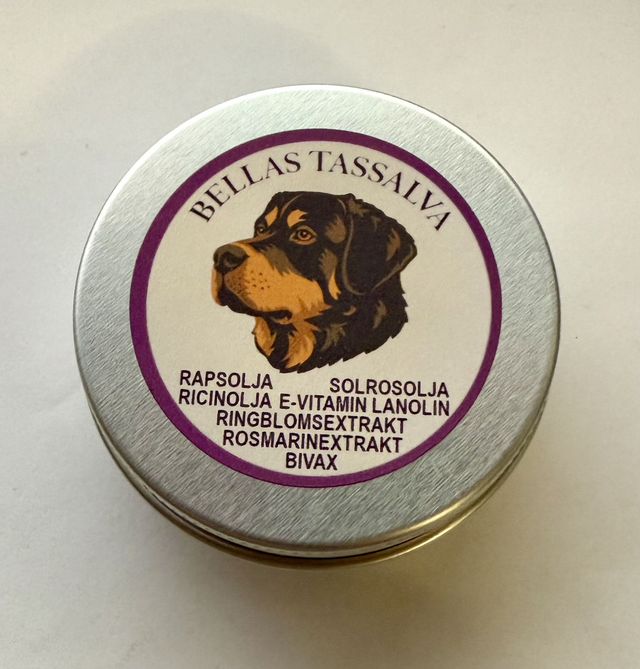 BELLAS TASSALVA
RAPSOLJA SOLROSOLJA
RICINOLJA E-VITAMIN LANOLIN
RINGBLOMSEXTRAKT
ROSMARINEXTRAKT
BIVAX